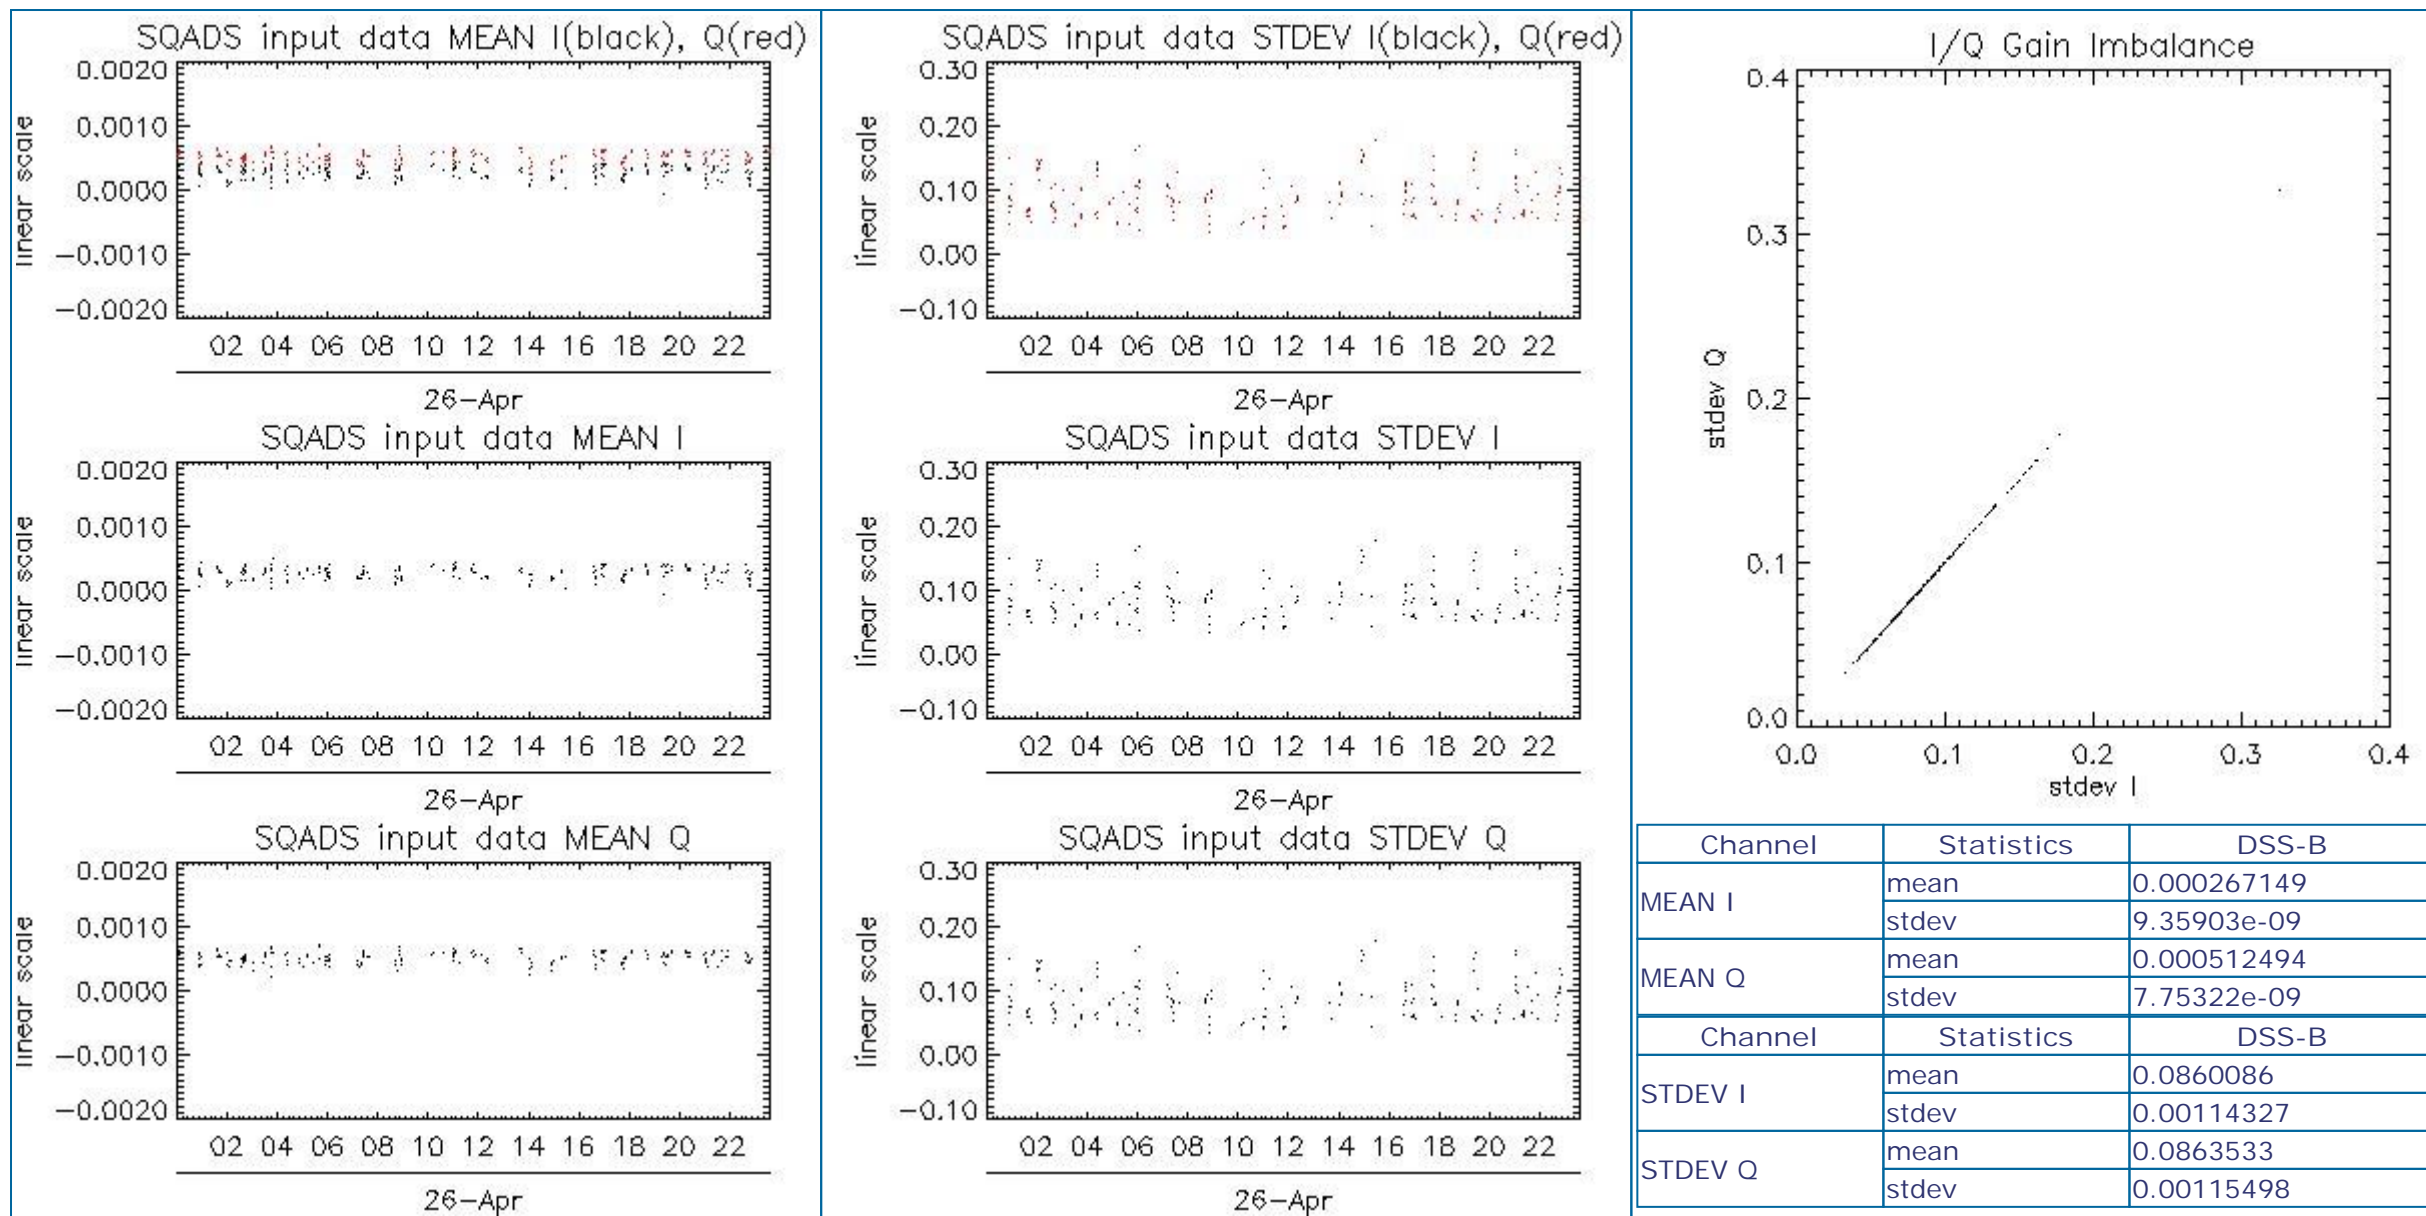 SQADS input data MEAN I(black), Q(red)
0.0020
0.0010
0.0000
−0.0010
−0.0020
linear scale
02 04 06 08 10 12 14 16 18 20 22
26−Apr
SQADS input data MEAN I
0.0020
0.0010
0.0000
−0.0010
−0.0020
linear scale
02 04 06 08 10 12 14 16 18 20 22
26−Apr
SQADS input data MEAN Q
0.0020
0.0010
0.0000
−0.0010
−0.0020
linear scale
02 04 06 08 10 12 14 16 18 20 22
26−Apr
SQADS input data STDEV I(black), Q(red)
0.30
0.20
0.10
0.00
−0.10
linear scale
02 04 06 08 10 12 14 16 18 20 22
26−Apr
SQADS input data STDEV I
0.30
0.20
0.10
0.00
−0.10
linear scale
02 04 06 08 10 12 14 16 18 20 22
26−Apr
SQADS input data STDEV Q
0.30
0.20
0.10
0.00
−0.10
linear scale
02 04 06 08 10 12 14 16 18 20 22
26−Apr
I/Q Gain Imbalance
0.4
0.3
0.2
0.1
0.0
stdev Q
0.0 0.1 0.2 0.3 0.4
stdev I
Channel Statistics DSS-B
MEAN I mean 0.000267149
stdev 9.35903e-09
MEAN Q mean 0.000512494
stdev 7.75322e-09
Channel Statistics DSS-B
STDEV I mean 0.0860086
stdev 0.00114327
STDEV Q mean 0.0863533
stdev 0.00115498